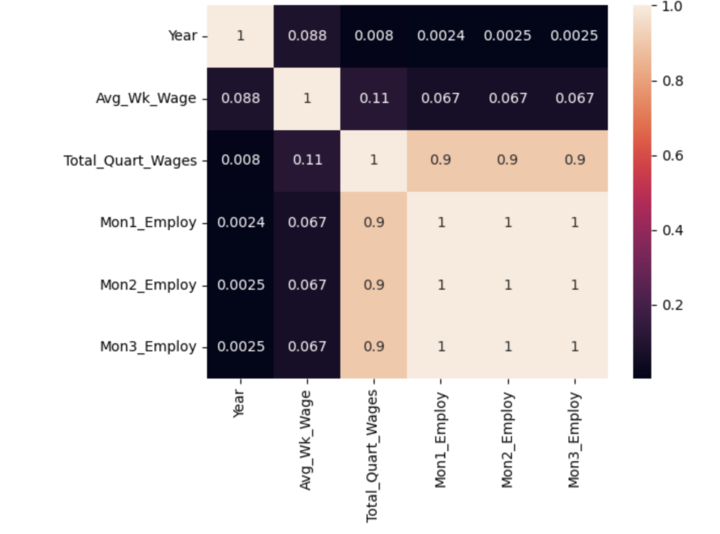 1.0
Year 1 0.088 0.008 0.0024 0.0025 0.0025
0.8
Avg_Wk_Wage 0.088 1 0.11 0.067 0.067 0.067
Total_Quart_Wages 0.008 0.11 1 0.9 0.9 0.9
0.6
Mon1_Employ 0.0024 0.067 0.9 1 1 1
0.4
Mon2_Employ 0.0025 0.067 0.9 1 1 1
0.2
Mon3_Employ 0.0025 0.067 0.9 1 1 1
Year
Avg_Wk_Wage
Total_Quart_Wages
Mon1_Employ
Mon2_Employ
Mon3_Employ